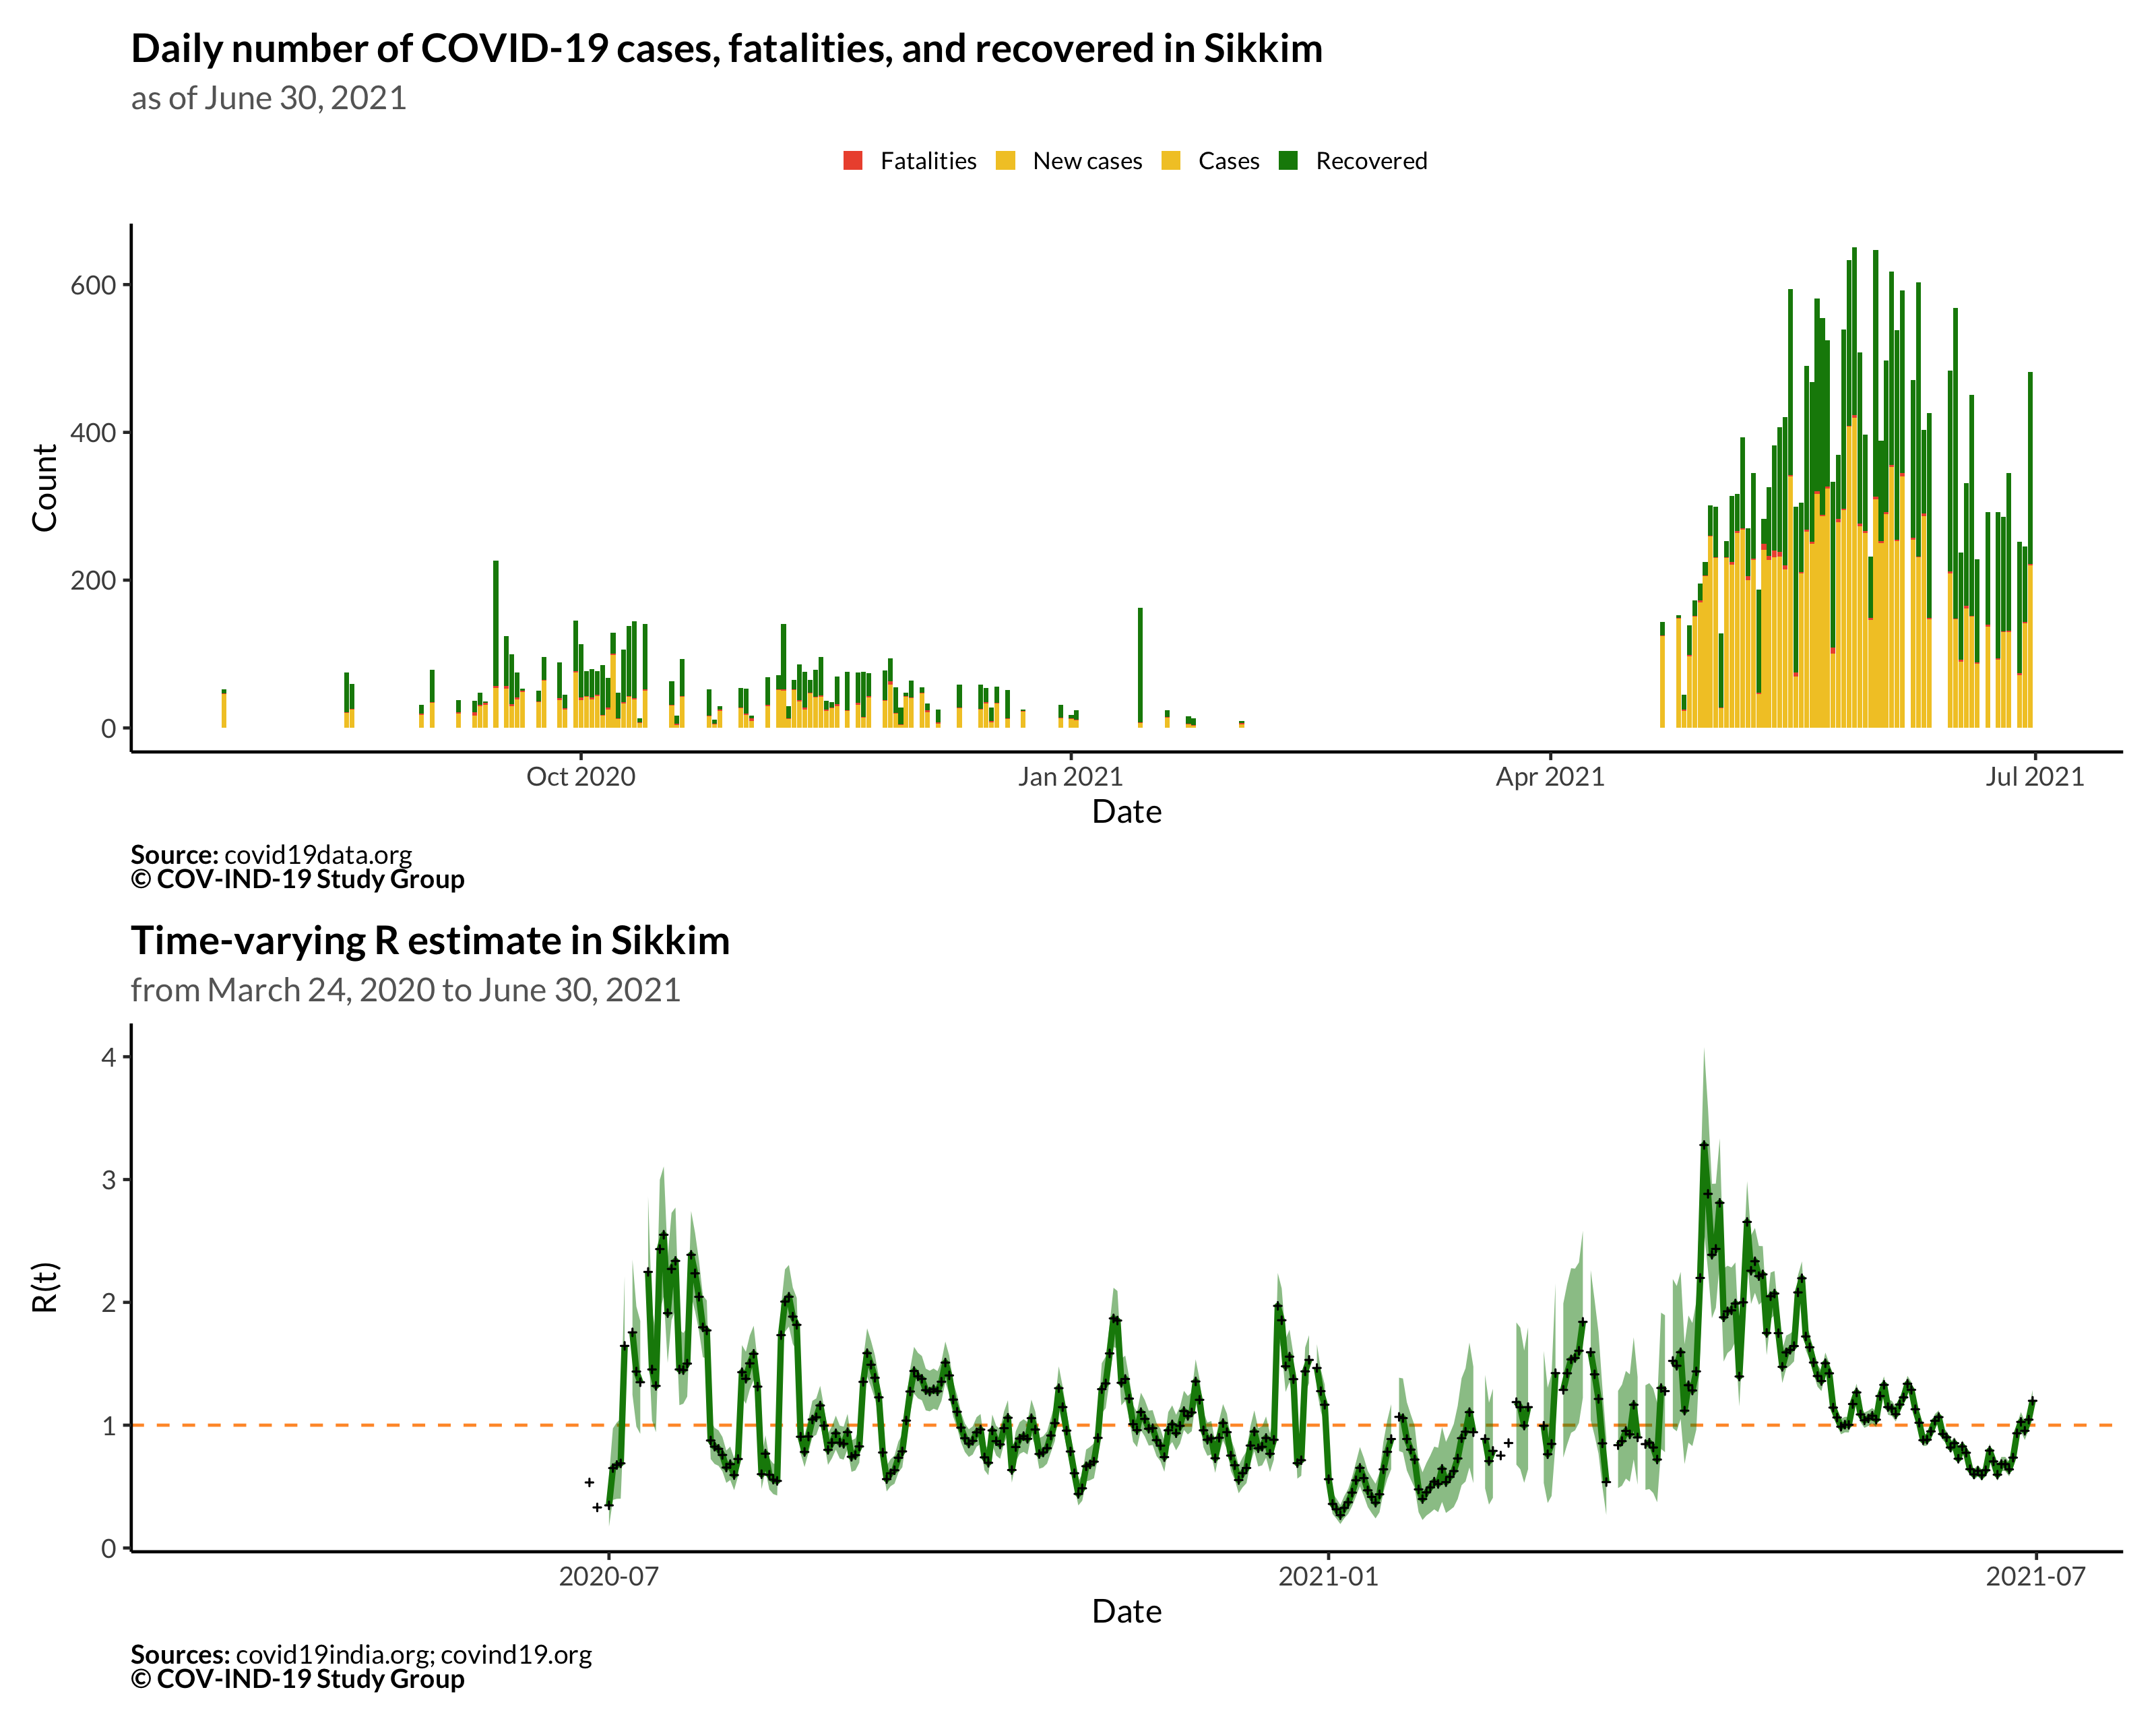 Daily number of COVID-19 cases, fatalities, and recovered in Sikkim
as of June 30, 2021
Fatalities New cases Cases Recovered
Count
600
400
200
0
Oct 2020 Jan 2021 Apr 2021 Jul 2021
Date
Source: covid19data.org
© COV-IND-19 Study Group
Time-varying R estimate in Sikkim
from March 24, 2020 to June 30, 2021
R(t)
4
3
2
1
0
2020-07 2021-01 2021-07
Date
Sources: covid19india.org; covind19.org
© COV-IND-19 Study Group